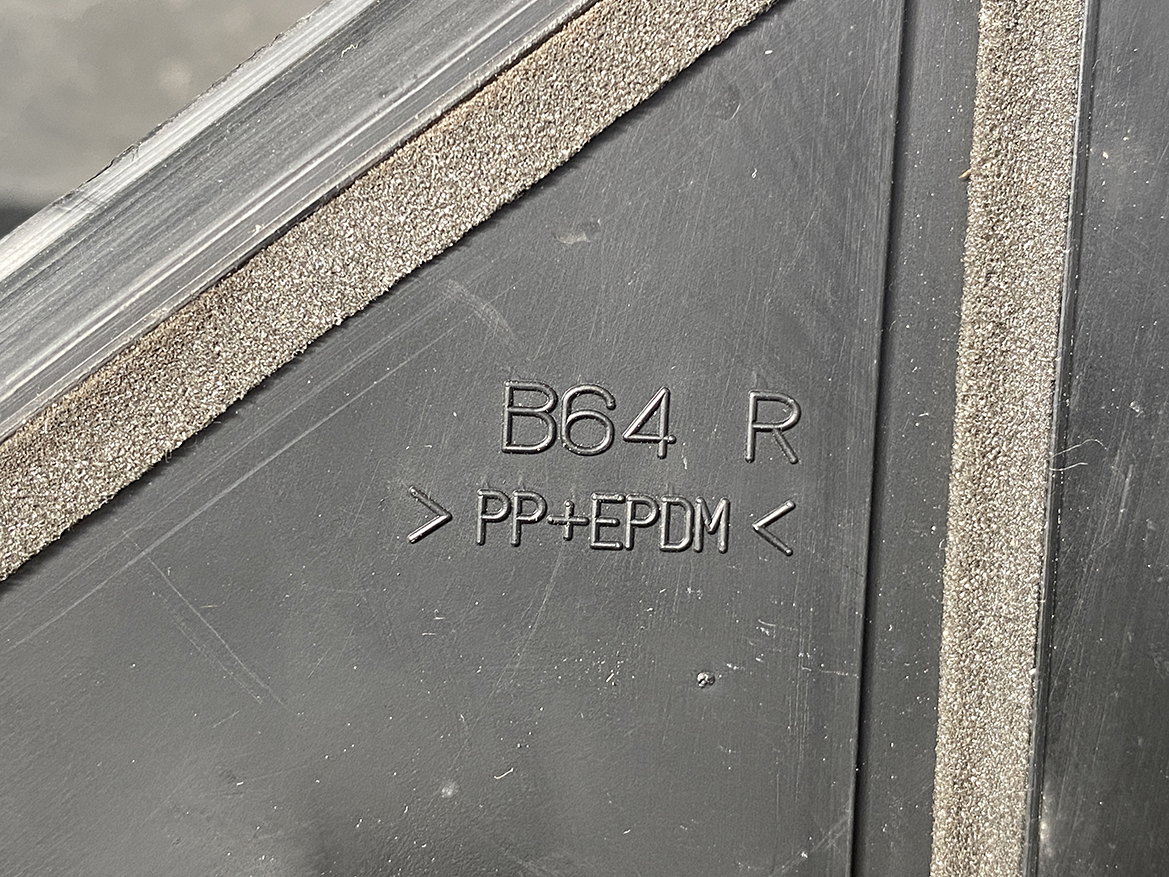 B64 R
> PP+EPDM <